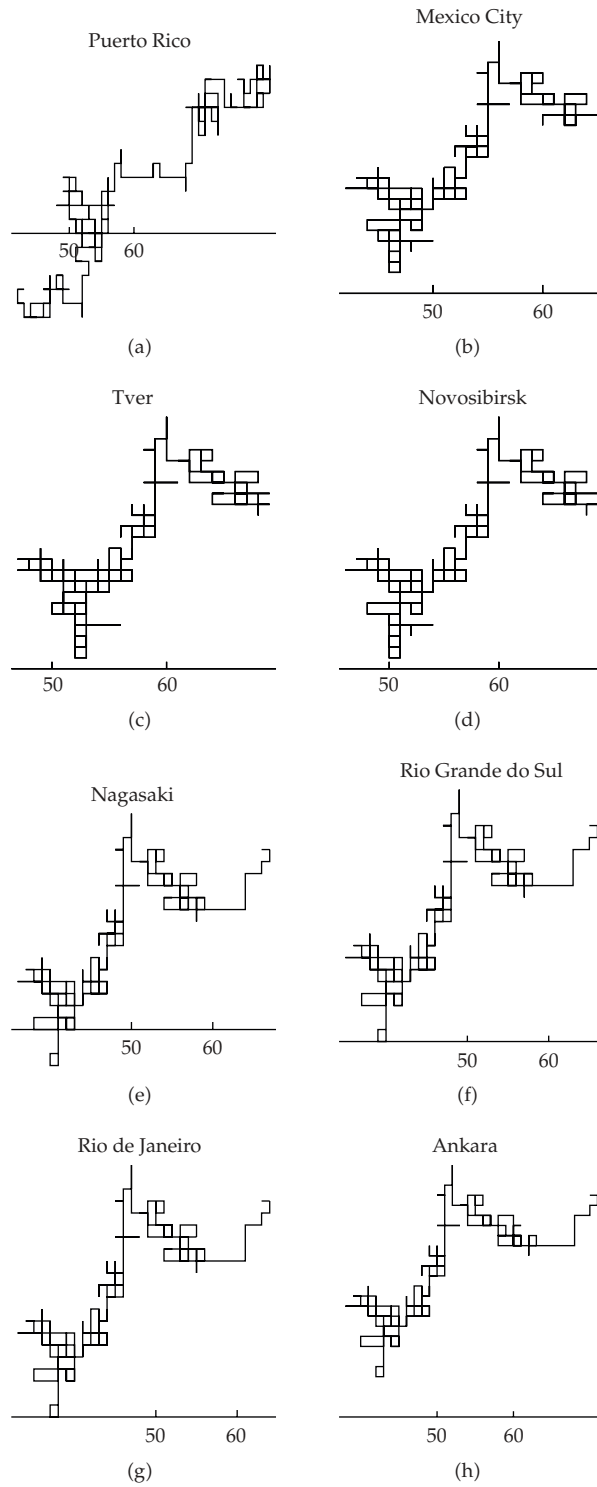 Puerto Rico
50 60
(a)
Mexico City
50 60
(b)
Tver
50 60
(c)
Novosibirsk
50 60
(d)
Nagasaki
50 60
(e)
Rio Grande do Sul
50 60
(f)
Rio de Janeiro
50 60
(g)
Ankara
50 60
(h)